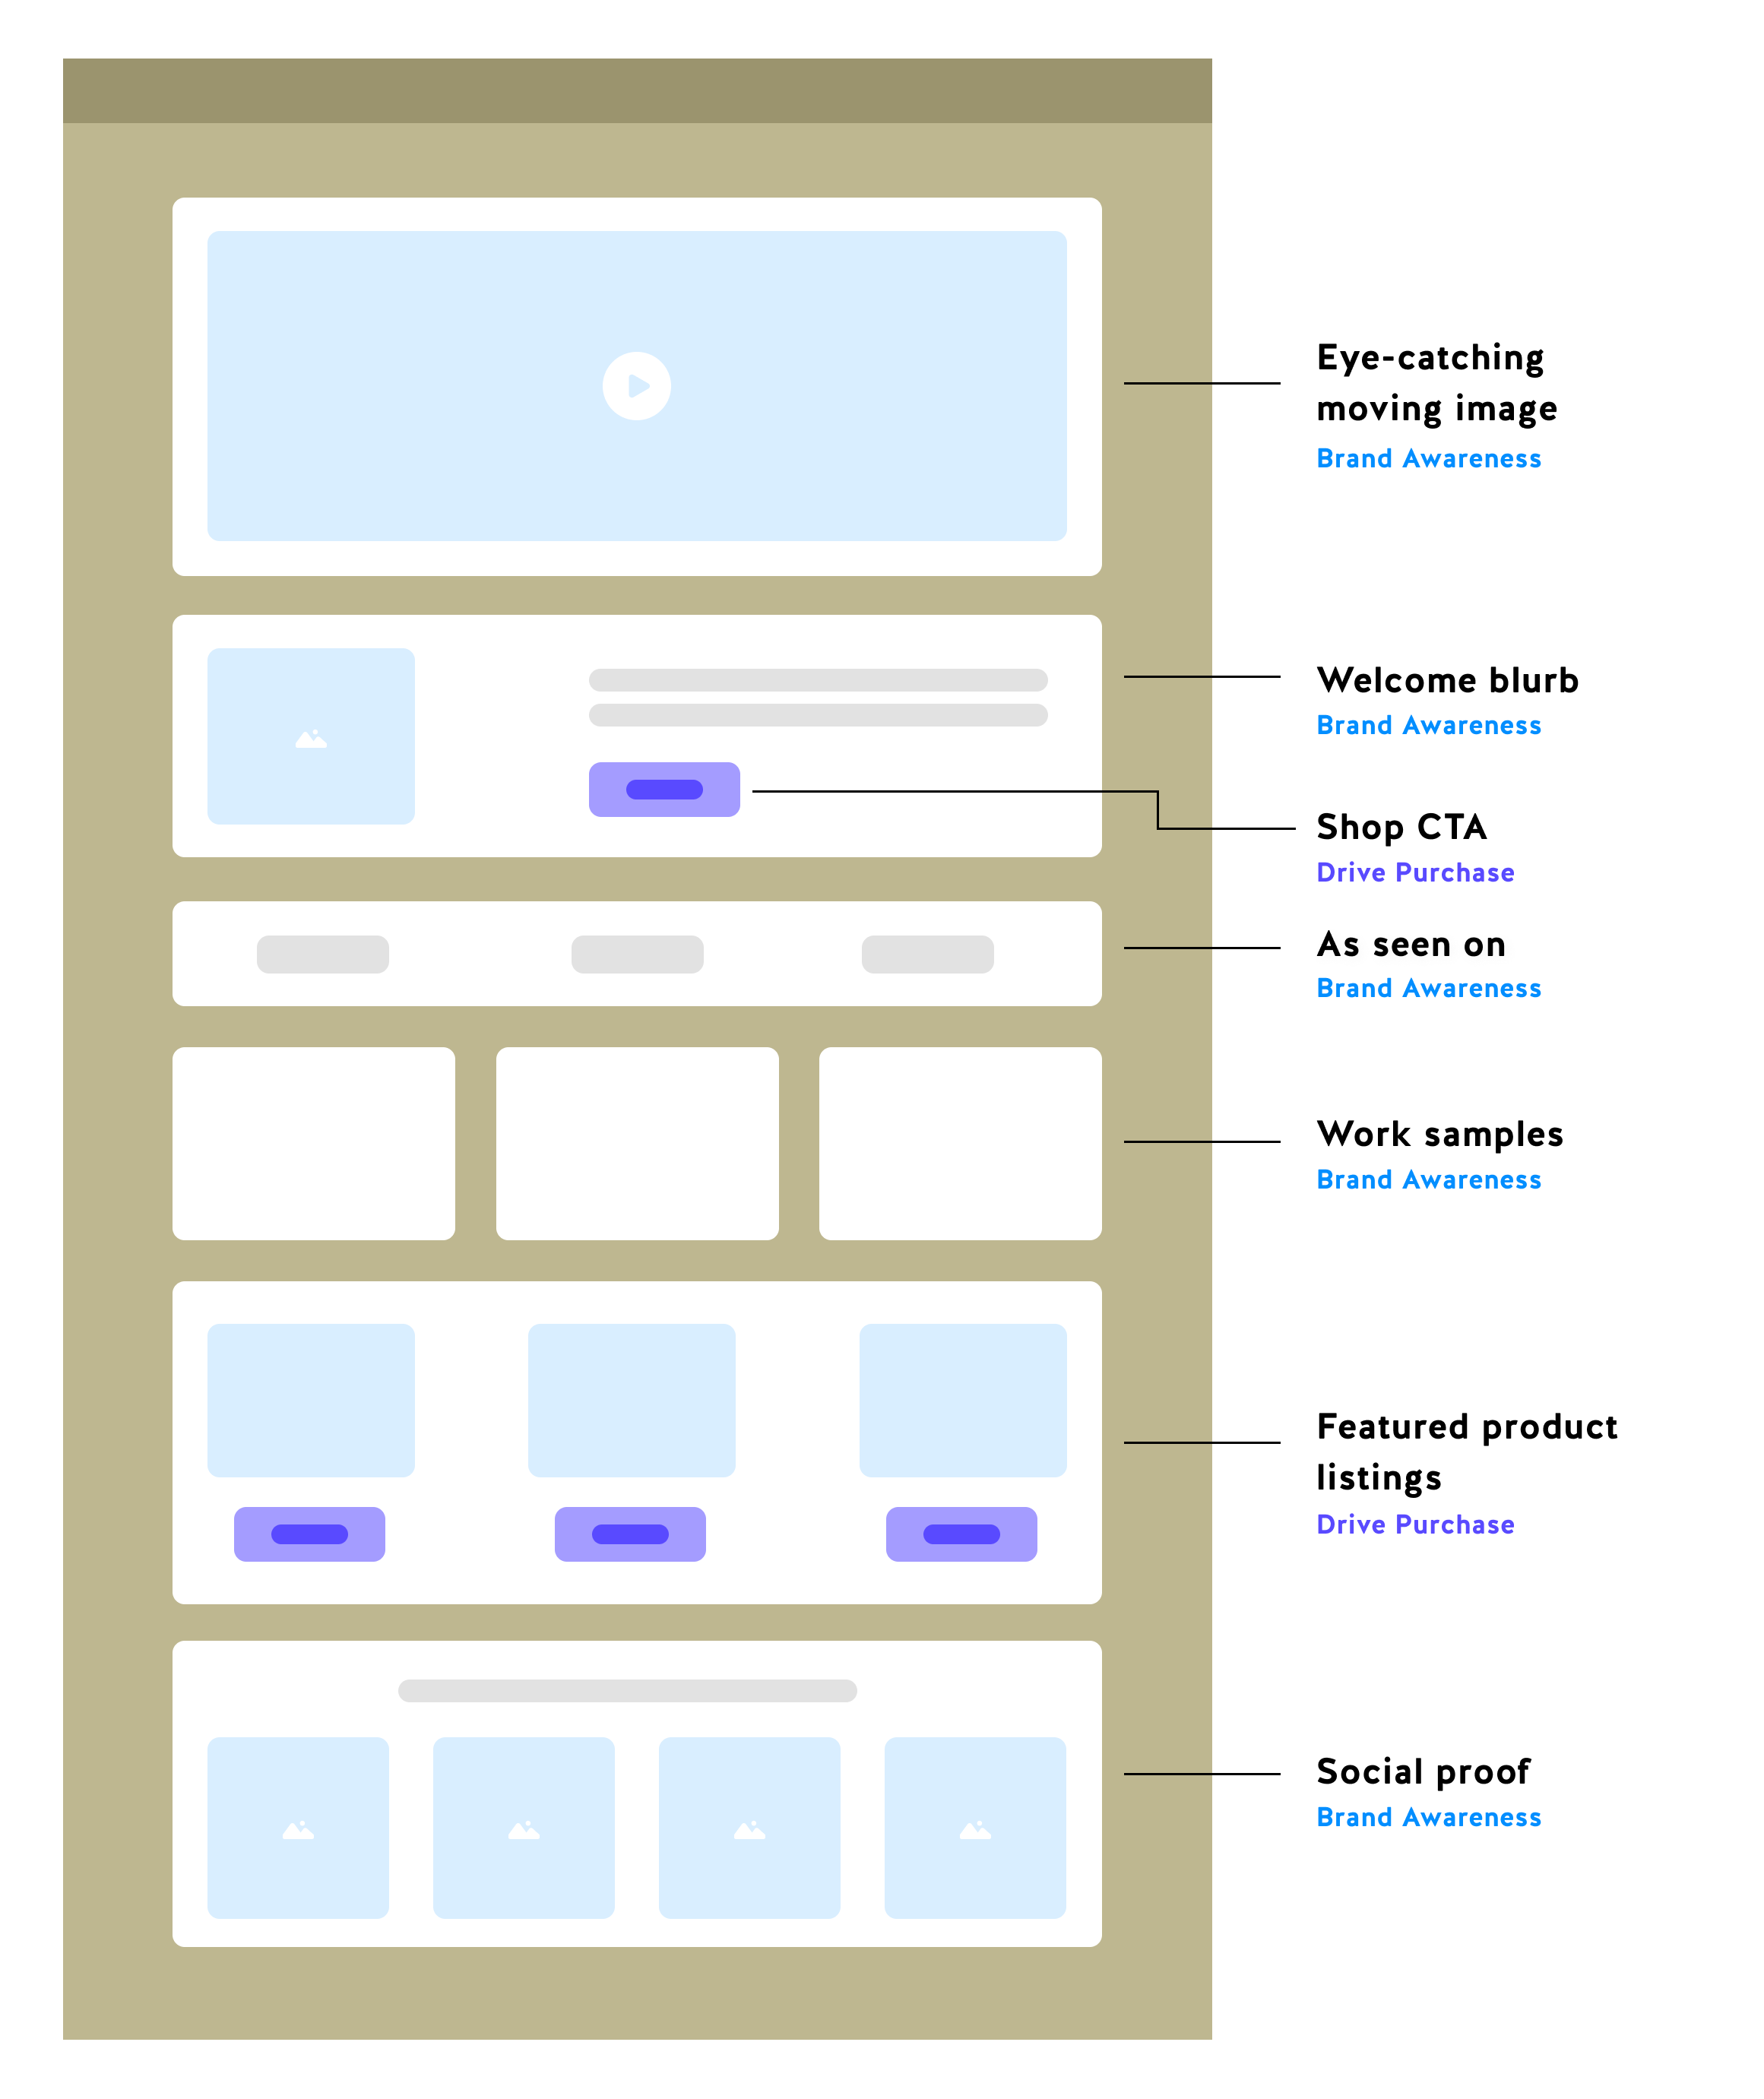 Eye-catching
moving image
Brand Awareness
Welcome blurb
Brand Awareness
Shop CTA
Drive Purchase
As seen on
Brand Awareness
Work samples
Brand Awareness
Featured product
listings
Drive Purchase
Social proof
Brand Awareness